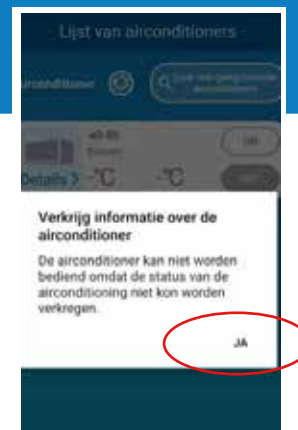 Lijst van airconditioners
Details >
-°C
-°C
Verkrijg informatie over de
airconditioner
De airconditioner kan niet worden
bediend omdat de status van de
airconditioning niet kon worden
verkregen.
JA